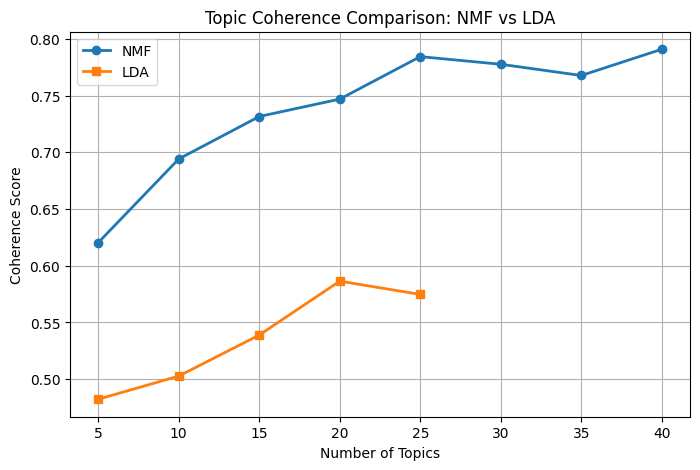 Topic Coherence Comparison: NMF vs LDA
NMF
LDA
Coherence Score
0.80
0.75
0.70
0.65
0.60
0.55
0.50
5 10 15 20 25 30 35 40
Number of Topics